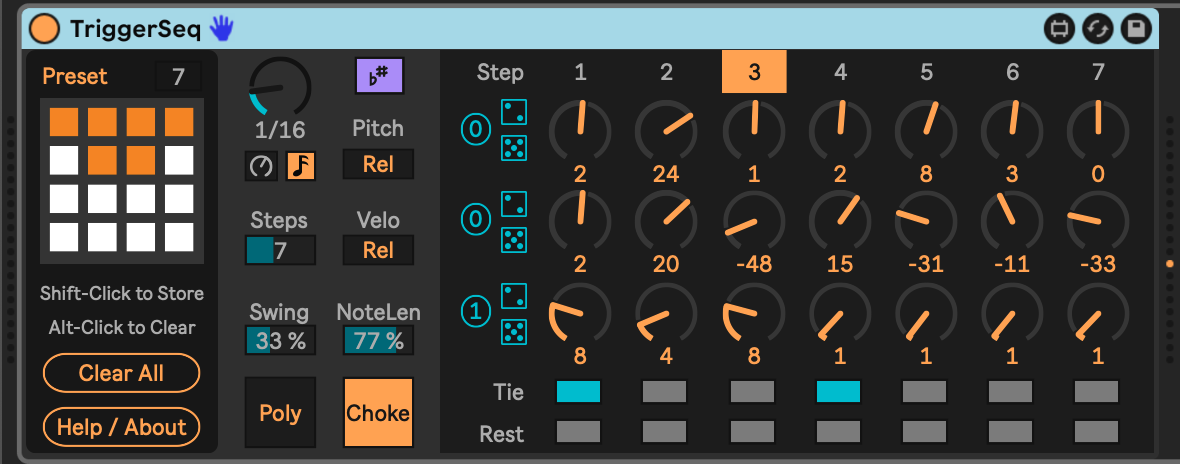 TriggerSeq
Preset 7
1/16
♭#
Pitch
Rel
Steps
7
Velo
Rel
Shift-Click to Store
Alt-Click to Clear
Swing
33 %
NoteLen
77 %
Clear All
Help / About
Poly
Choke
Step 1 2 3 4 5 6 7
0
2 24 1 2 8 3 0
0
2 20 -48 15 -31 -11 -33
1
8 4 8 1 1 1 1
Tie
Rest